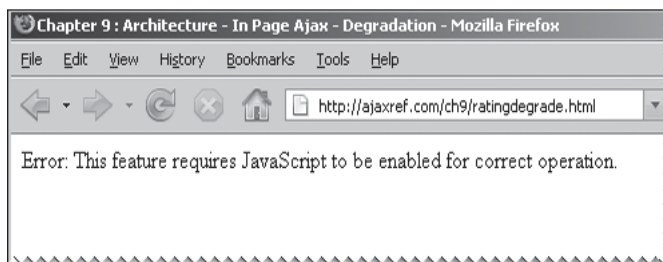 Chapter 9 : Architecture - In Page Ajax - Degradation - Mozilla Firefox
File Edit View History Bookmarks Tools Help
http://ajaxref.com/ch9/ratingdegrade.html
Error: This feature requires JavaScript to be enabled for correct operation.